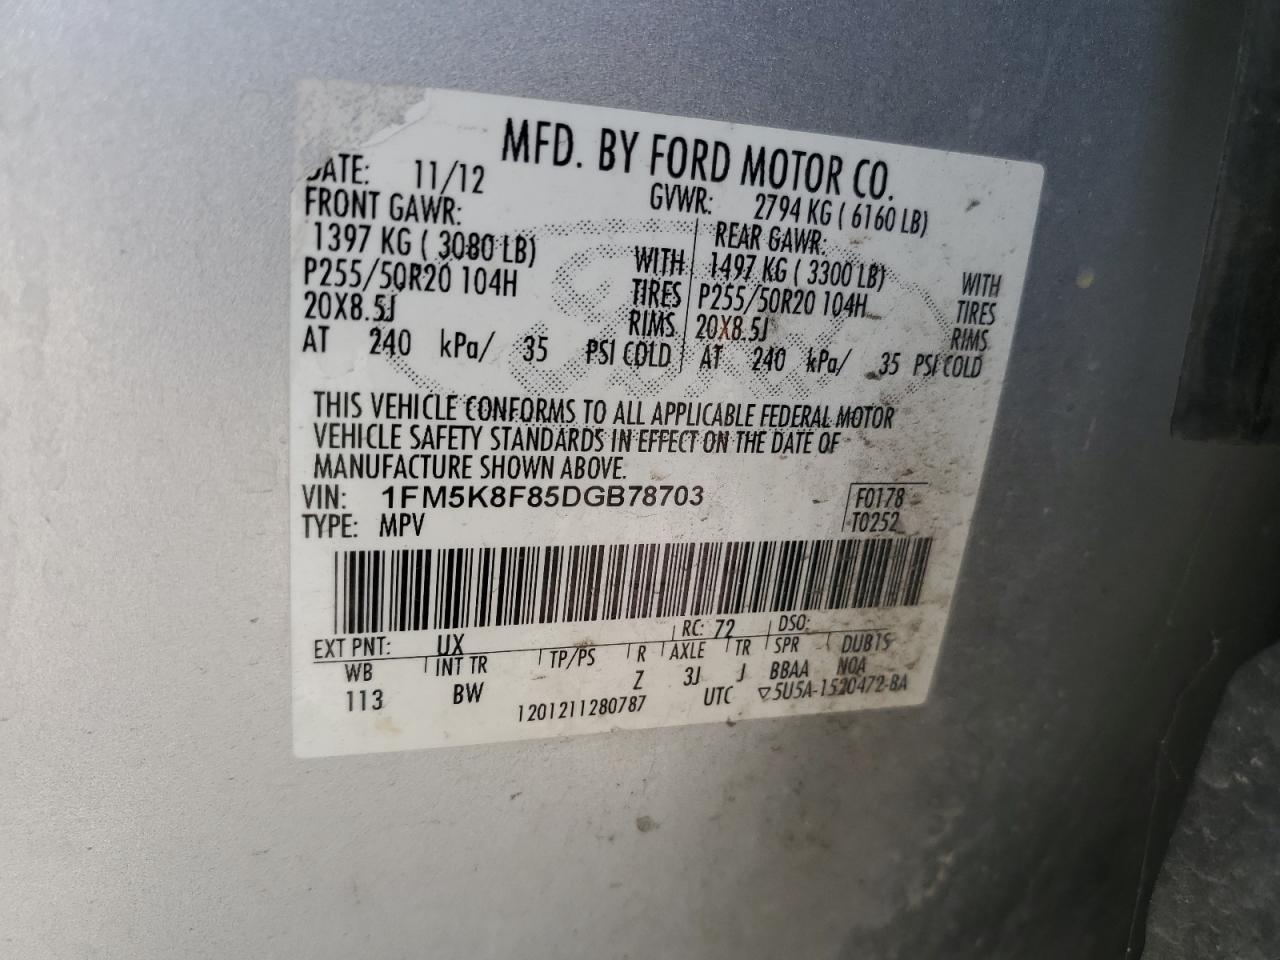 MFD. BY FORD MOTOR CO.
DATE: 11/12 GVWR: 2794 KG ( 6160 LB)
FRONT GAWR: REAR GAWR:
1397 KG ( 3080 LB) WITH 1497 KG ( 3300 LB) WITH
P255/50R20 104H TIRES P255/50R20 104H TIRES
20X8.5J RIMS 20X8.5J RIMS
AT 240 kPa/ 35 PSI COLD AT 240 kPa/ 35 PSI COLD
THIS VEHICLE CONFORMS TO ALL APPLICABLE FEDERAL MOTOR
VEHICLE SAFETY STANDARDS IN EFFECT ON THE DATE OF
MANUFACTURE SHOWN ABOVE.
VIN: 1FM5K8F85DGB78703 F0178
TYPE: MPV T0252
EXT PNT: UX RC: 72 DSO:
WB INT TR TP/PS R AXLE TR SPR DUB1S
113 BW Z 3J J BBAA NOA
1201211280787 UTC ▽5U5A-1520472-BA